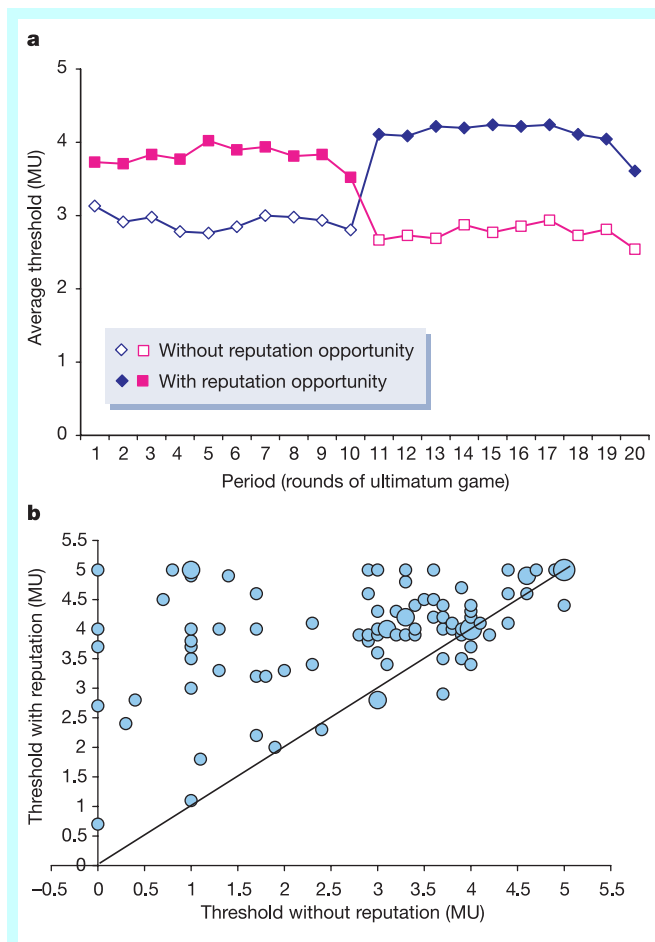 a
5
4
3
2
1
0
Average threshold (MU)
Without reputation opportunity
With reputation opportunity
1 2 3 4 5 6 7 8 9 10 11 12 13 14 15 16 17 18 19 20
Period (rounds of ultimatum game)
b
5.5
5
4.5
4
3.5
3
2.5
2
1.5
1
0.5
0
Threshold with reputation (MU)
–0.5 0 0.5 1 1.5 2 2.5 3 3.5 4 4.5 5 5.5
Threshold without reputation (MU)